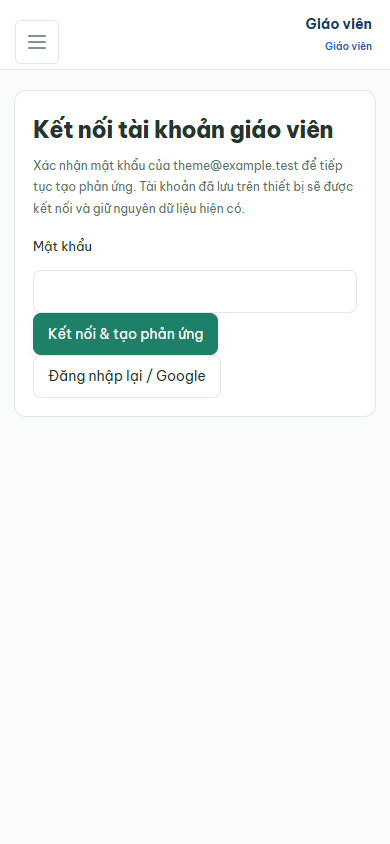 Giáo viên
Giáo viên
Kết nối tài khoản giáo viên
Xác nhận mật khẩu của theme@example.test để tiếp
tục tạo phản ứng. Tài khoản đã lưu trên thiết bị sẽ được
kết nối và giữ nguyên dữ liệu hiện có.
Mật khẩu
Kết nối & tạo phản ứng
Đăng nhập lại / Google